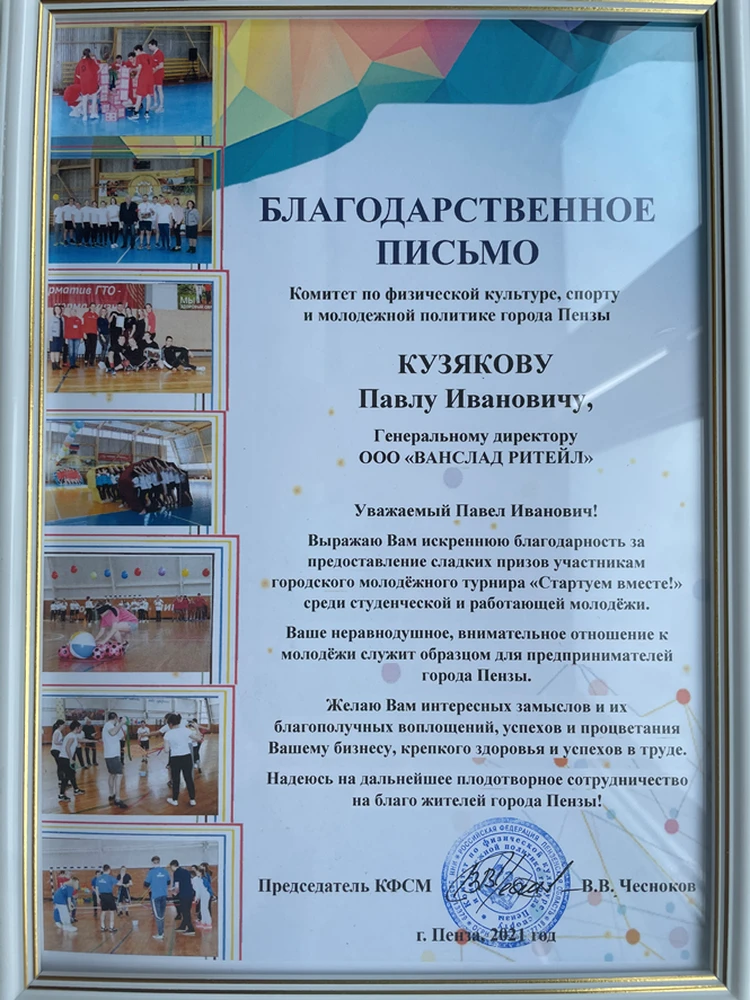 БЛАГОДАРСТВЕННОЕ
ПИСЬМО
Комитет по физической культуре, спорту
и молодежной политике города Пензы
КУЗЯКОВУ
Павлу Ивановичу,
Генеральному директору
ООО «ВАНСЛАД РИТЕЙЛ»
Уважаемый Павел Иванович!
Выражаю Вам искреннюю благодарность за
предоставление сладких призов участникам
городского молодёжного турнира «Стартуем вместе!»
среди студенческой и работающей молодёжи.
Ваше неравнодушное, внимательное отношение к
молодёжи служит образцом для предпринимателей
города Пензы.
Желаю Вам интересных замыслов и их
благополучных воплощений, успехов и процветания
Вашему бизнесу, крепкого здоровья и успехов в труде.
Надеюсь на дальнейшее плодотворное сотрудничество
на благо жителей города Пензы!
Председатель КФСМ В.В. Чесноков
г. Пенза, 2021 год
РОССИЙСКАЯ ФЕДЕРАЦИЯ
ГТО
МЫ